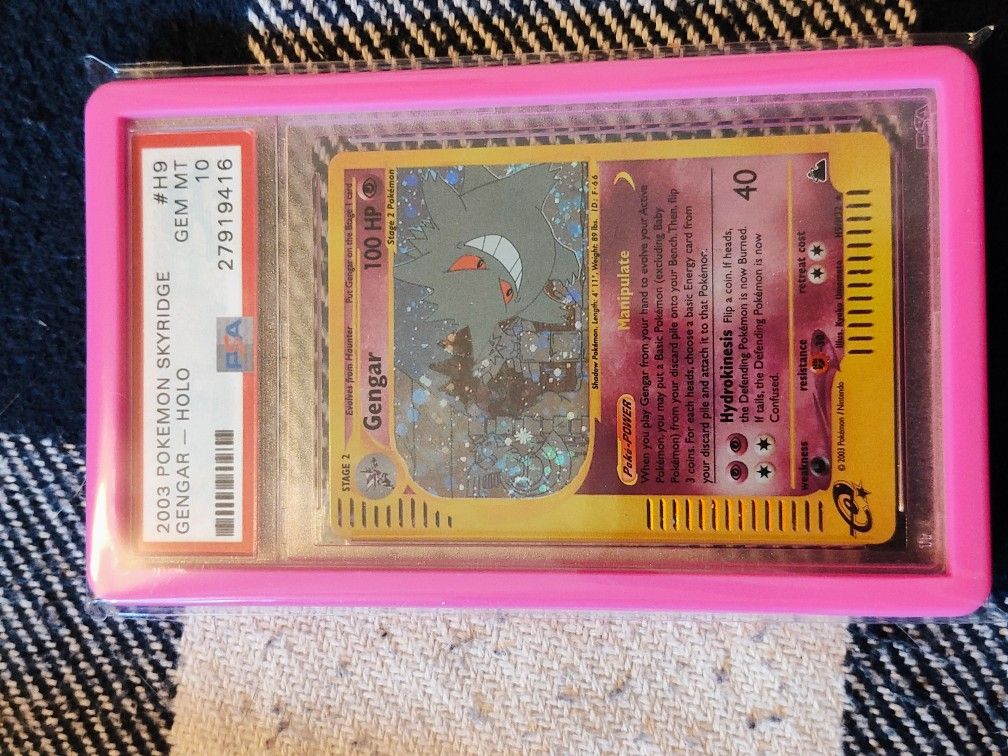 2003 POKEMON SKYRIDGE #H9
GENGAR – HOLO GEM MT
10
PSA 27919416
STAGE 2 Evolves from Haunter Put Gengar on the Stage 1 card
Gengar 100 HP
Stage 2 Pokémon
Shadow Pokémon. Length: 4' 11", Weight: 89 lbs. ID: F-66
Poké-POWER Manipulate
When you play Gengar from your hand to evolve your Active
Pokémon, you may put a Basic Pokémon (excluding Baby
Pokémon) from your discard pile onto your Bench. Then, flip
3 coins. For each heads, choose a basic Energy card from
your discard pile and attach it to that Pokémon.
Hydrokinesis Flip a coin. If heads, 40
the Defending Pokémon is now Burned.
If tails, the Defending Pokémon is now
Confused.
weakness resistance retreat cost
-30
© 2003 Pokémon / Nintendo Illus. Kyoko Umemoto H9/H32
e
PSA